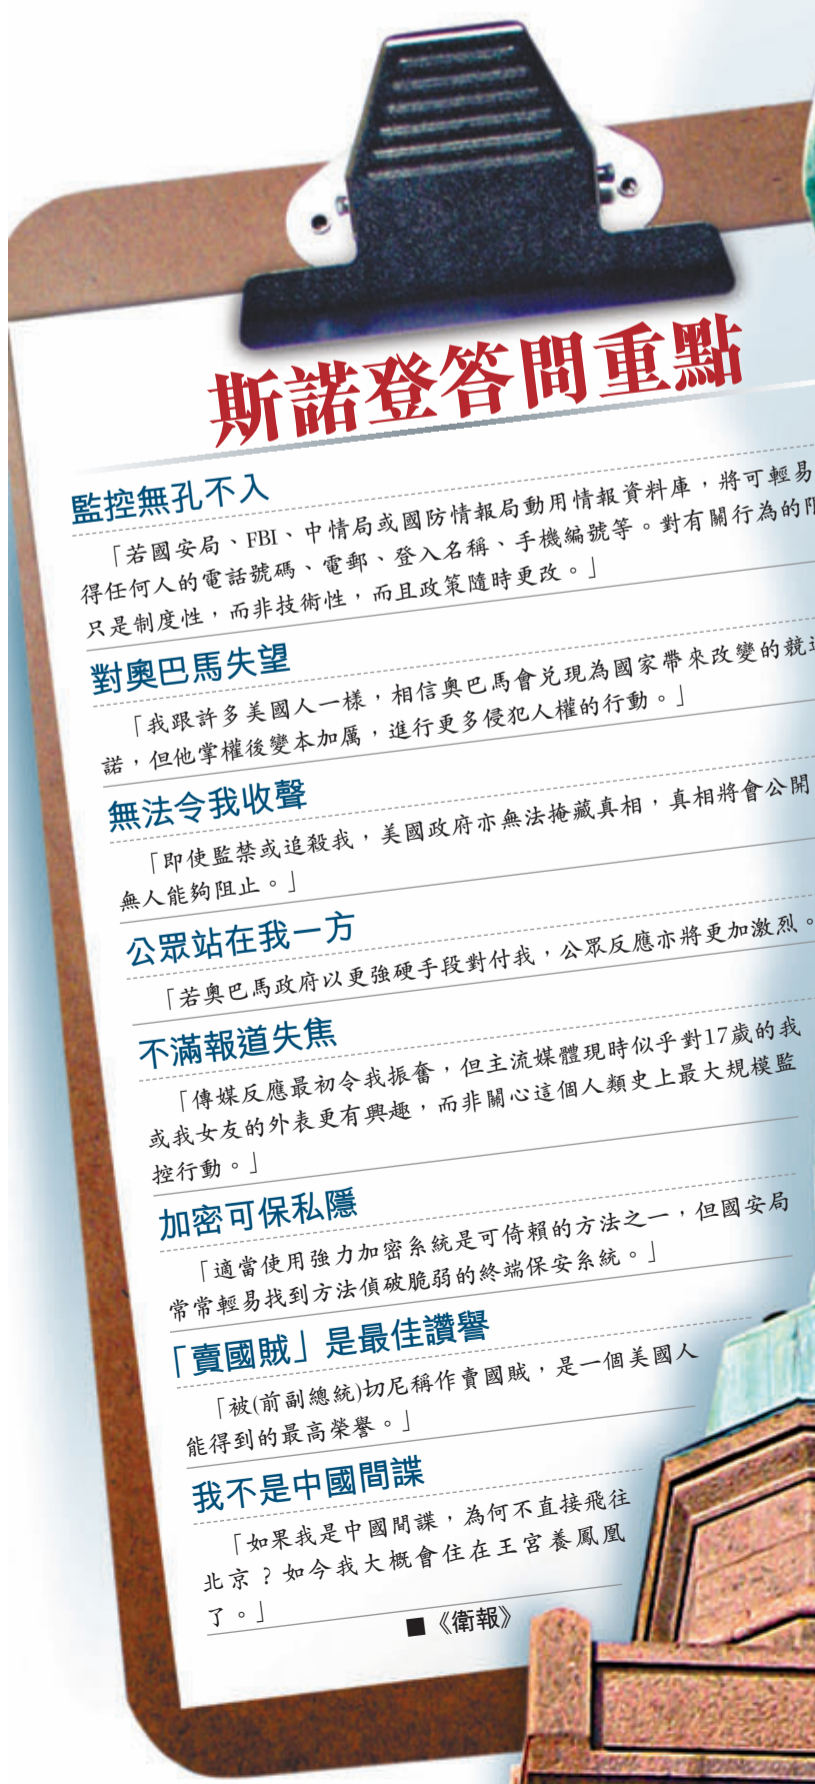 斯諾登答問重點
監控無孔不入
「若國安局、FBI、中情局或國防情報局動用情報資料庫，將可輕易
得任何人的電話號碼、電郵、登入名稱、手機編號等。對有關行為的
只是制度性，而非技術性，而且政策隨時更改。」
對奧巴馬失望
「我跟許多美國人一樣，相信奧巴馬會兌現為國家帶來改變的競
諾，但他掌權後變本加厲，進行更多侵犯人權的行動。」
無法令我收聲
「即使監禁或追殺我，美國政府亦無法掩藏真相，真相將會公開
無人能夠阻止。」
公眾站在我一方
「若奧巴馬政府以更強硬手段對付我，公眾反應亦將更加激烈。
不滿報道失焦
「傳媒反應最初令我振奮，但主流媒體現時似乎對17歲的我
或我女友的外表更有興趣，而非關心這個人類史上最大規模監
控行動。」
加密可保私隱
「適當使用強力加密系統是可倚賴的方法之一，但國安局
常常輕易找到方法偵破脆弱的終端保安系統。」
「賣國賊」是最佳讚譽
「被(前副總統)切尼稱作賣國賊，是一個美國人
能得到的最高榮譽。」
我不是中國間諜
「如果我是中國間諜，為何不直接飛往
北京？如今我大概會住在王宮養鳳凰
了。」
■《衛報》